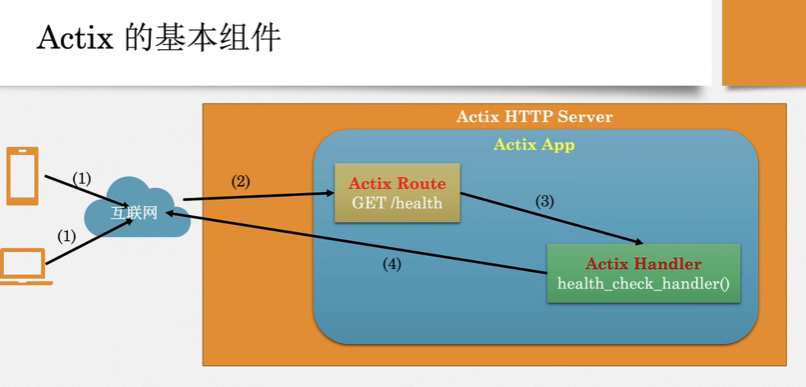 Actix 的基本组件
Actix HTTP Server
Actix App
(1)
(2)
Actix Route
GET /health
(3)
互联网
(1)
(4)
Actix Handler
health_check_handler()